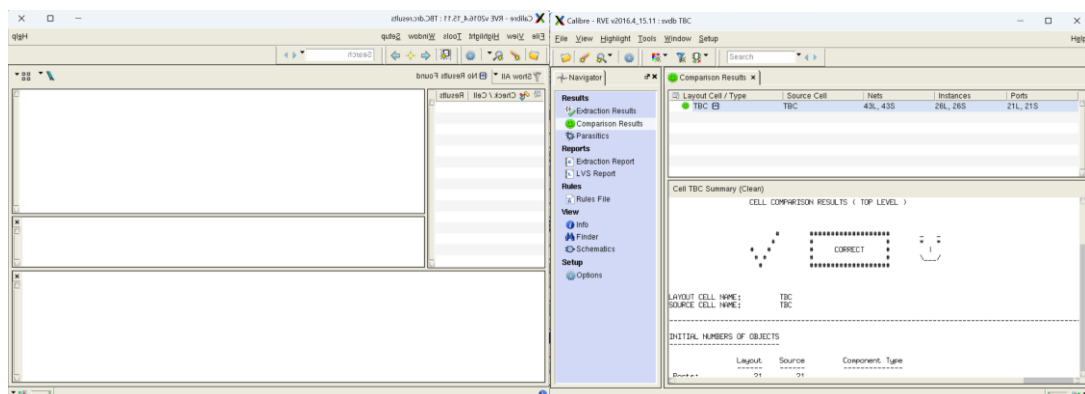 Calibre - RVE v2016.4_15.11 : TBC.drc.results
File View Highlight Tools Window Setup
Help
Search
Show All
No Results Found
Check / Cell
Results
Calibre - RVE v2016.4_15.11 : svdb TBC
File Edit View Highlight Tools Window Setup
Help
Search
Navigator
Results
Extraction Results
Comparison Results
Parasitics
Reports
Extraction Report
LVS Report
Rules
Rules File
View
Info
Finder
Schematics
Setup
Options
Comparison Results
Layout Cell / Type Source Cell Nets Instances Ports
TBC TBC 43L, 43S 26L, 26S 21L, 21S
Cell TBC Summary (Clean)
CELL COMPARISON RESULTS ( TOP LEVEL )
CORRECT
LAYOUT CELL NAME: TBC
SOURCE CELL NAME: TBC
INITIAL NUMBERS OF OBJECTS
Layout Source Component Type
Ports: 21 21